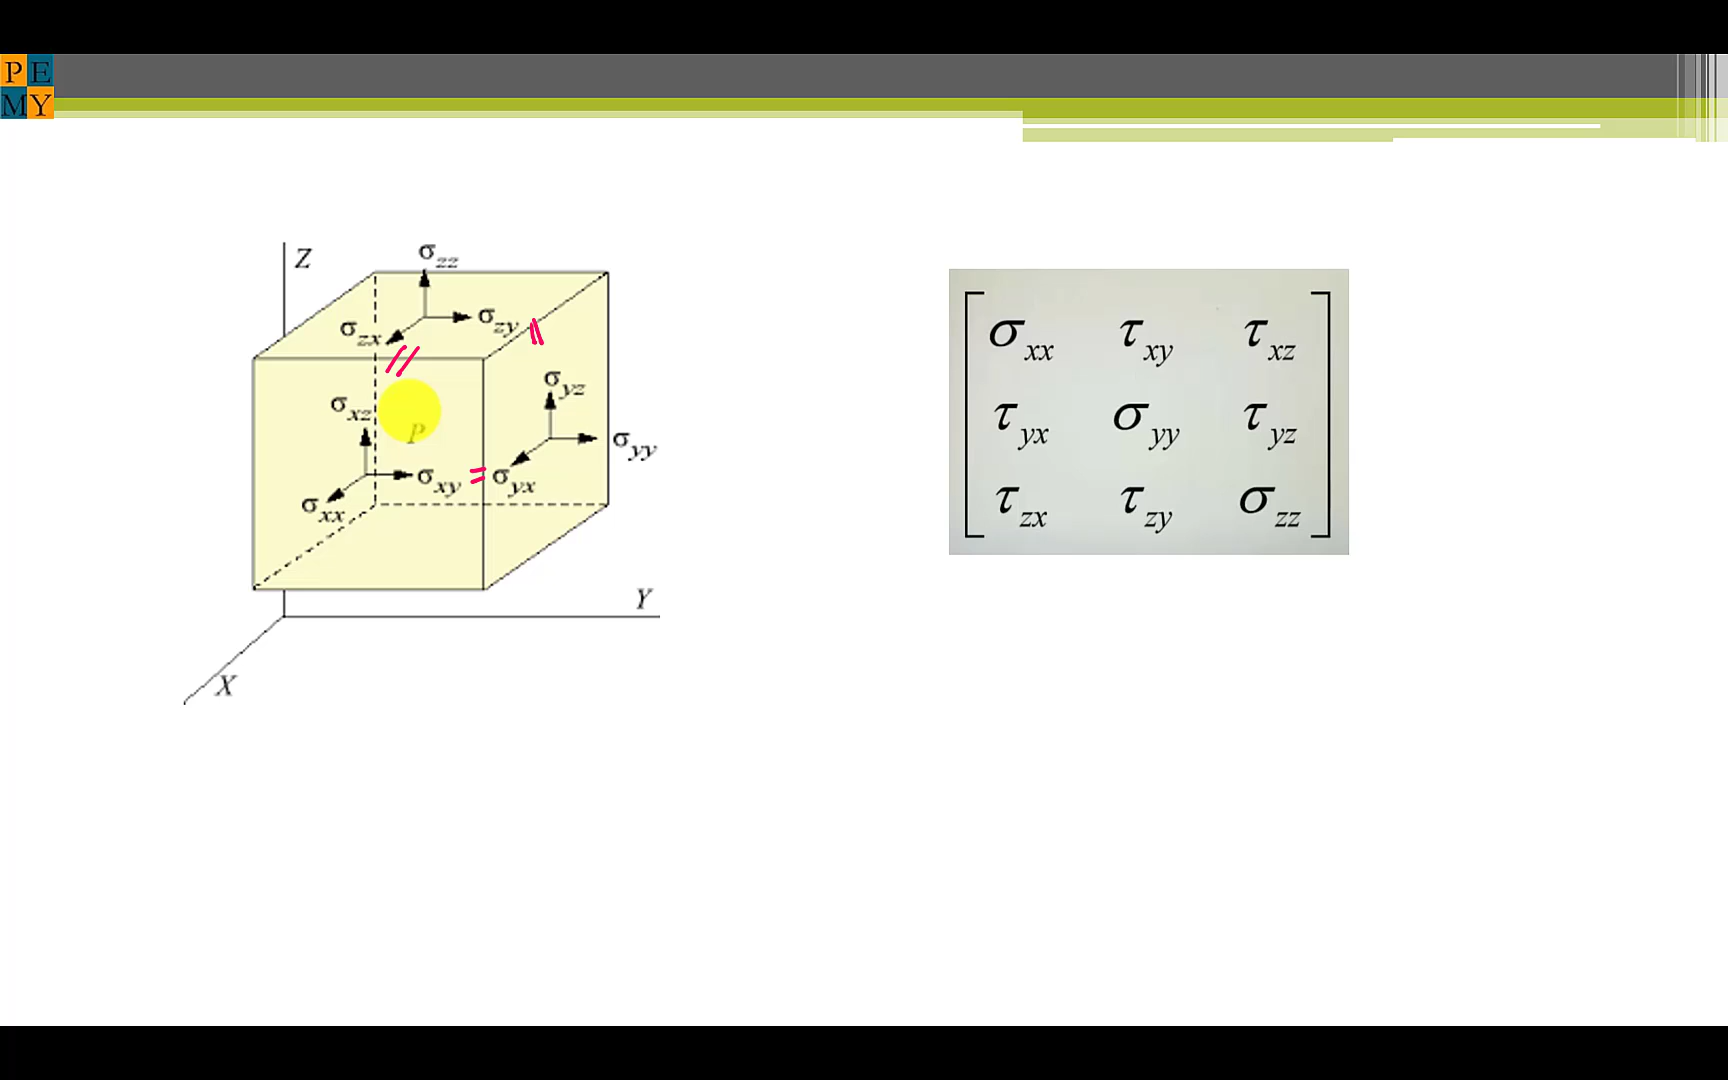 P E
M Y
Z
σzz
σzx
σzy
σyz
σxz
P
σyy
σxy = σyx
σxx
Y
X
σxx τxy τxz
τyx σyy τyz
τzx τzy σzz